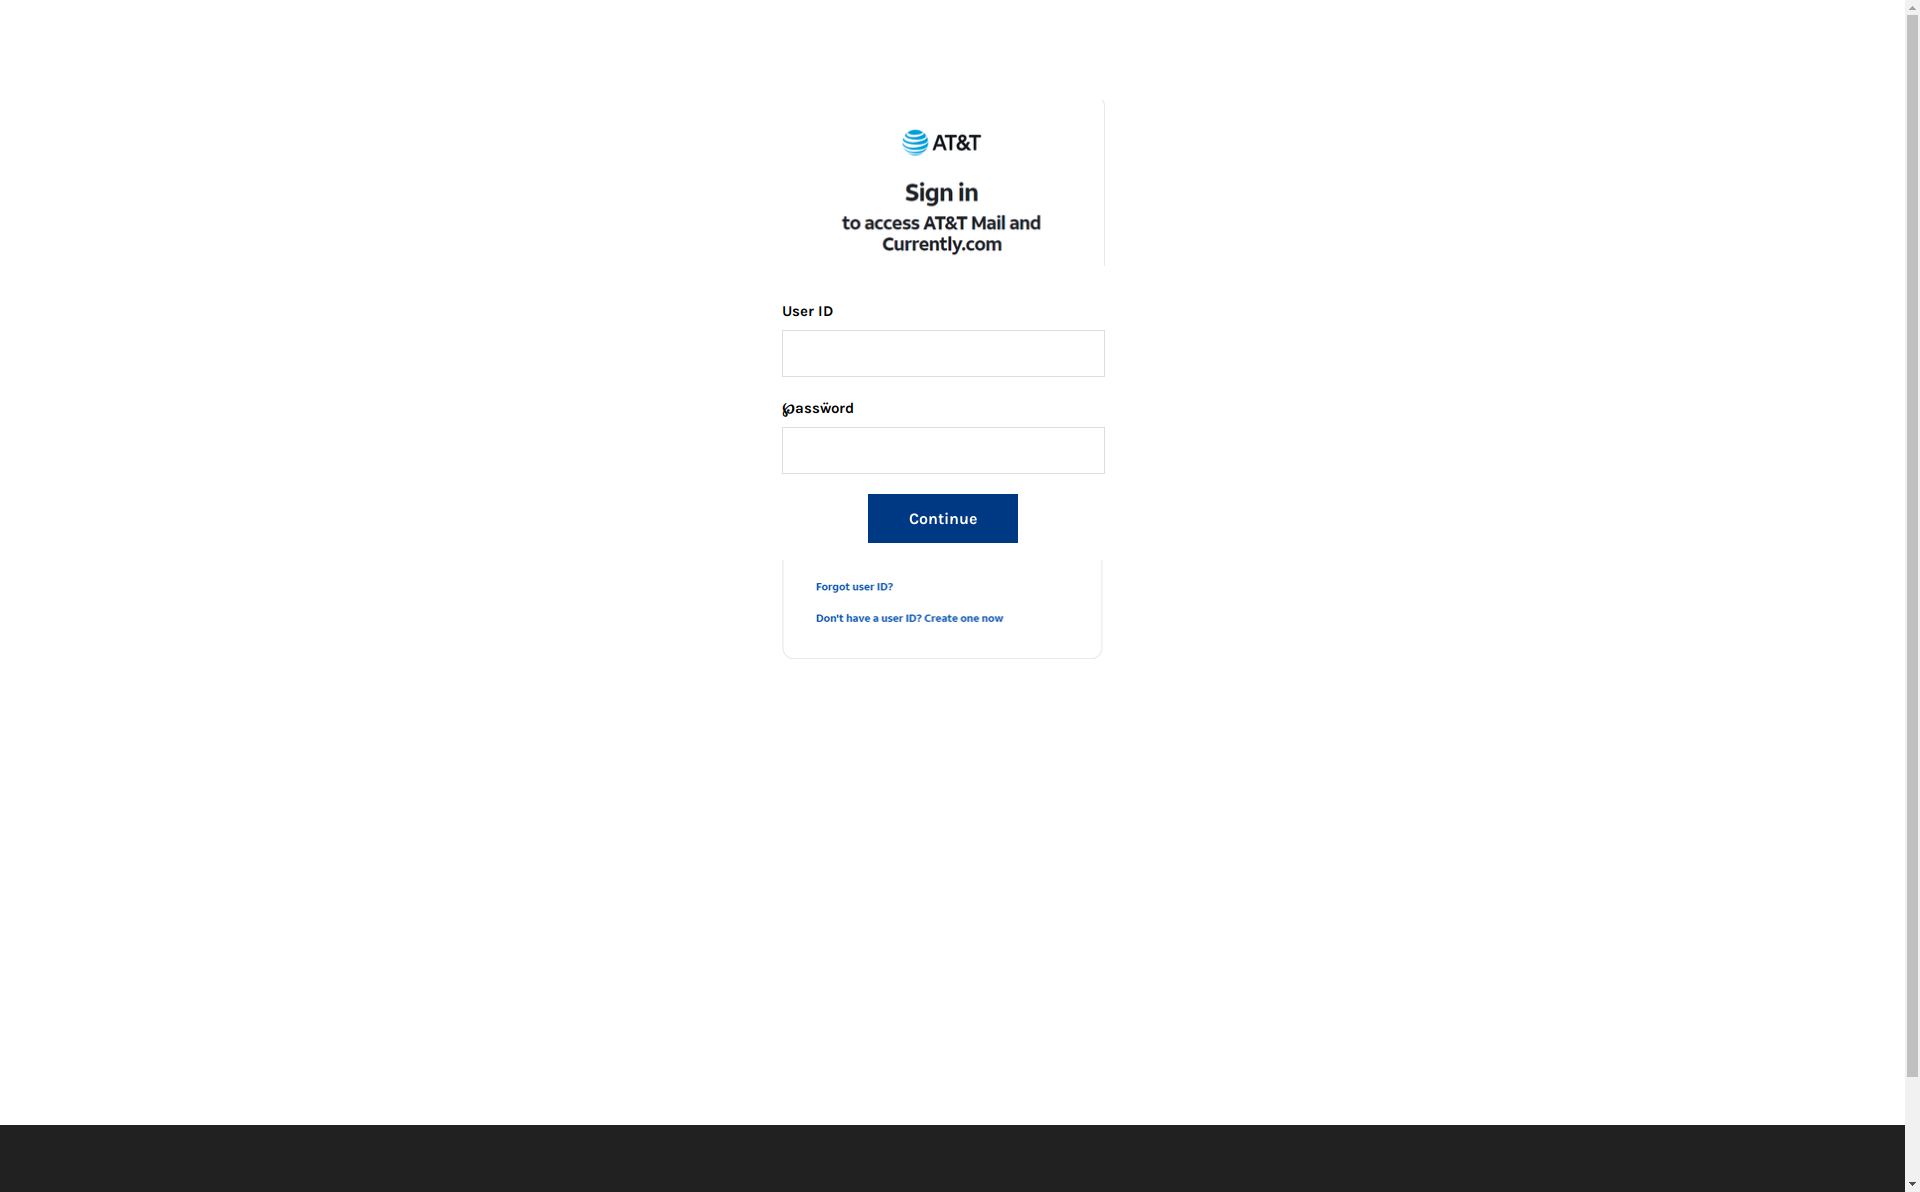 AT&T
Sign in
to access AT&T Mail and
Currently.com
User ID
℘assẅord
Continue
Forgot user ID?
Don't have a user ID? Create one now